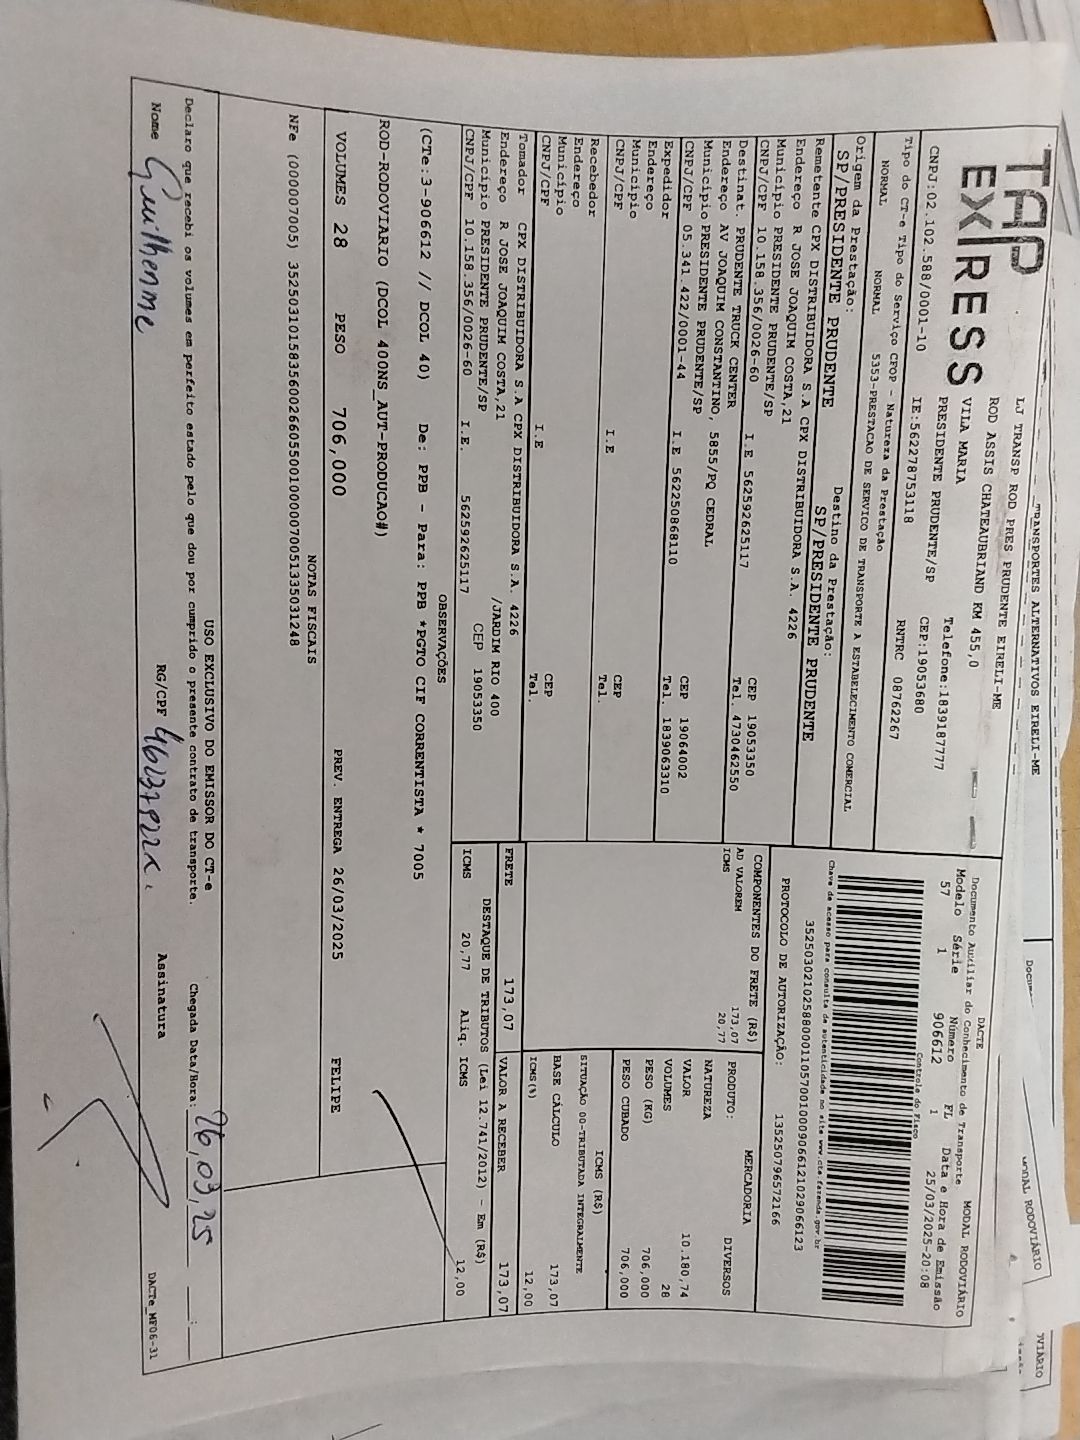 TRANSPORTES ALTERNATIVOS EIRELI-ME
MODAL RODOVIÁRIO
OVIÁRIO
TAP
EXPRESS
LJ TRANSP ROD PRES PRUDENTE EIRELI-ME
ROD ASSIS CHATEAUBRIAND KM 455,0
VILA MARIA
Telefone:1839187777
PRESIDENTE PRUDENTE/SP
CEP:19053680
CNPJ:02.102.588/0001-10
IE:562278753118
RNTRC 08762267
Tipo do CT-e Tipo do Serviço CFOP - Natureza da Prestação
NORMAL NORMAL 5353-PRESTACAO DE SERVICO DE TRANSPORTE A ESTABELECIMENTO COMERCIAL
Origem da Prestação: Destino da Prestação:
SP/PRESIDENTE PRUDENTE SP/PRESIDENTE PRUDENTE
Remetente CPX DISTRIBUIDORA S.A CPX DISTRIBUIDORA S.A. 4226
Endereço R JOSE JOAQUIM COSTA,21
Município PRESIDENTE PRUDENTE/SP CEP 19053350
CNPJ/CPF 10.158.356/0026-60 I.E 562592625117 Tel. 4730462550
Destinat. PRUDENTE TRUCK CENTER
Endereço AV JOAQUIM CONSTANTINO, 5855/PQ CEDRAL
Município PRESIDENTE PRUDENTE/SP CEP 19064002
CNPJ/CPF 05.341.422/0001-44 I.E 562250868110 Tel. 1839063310
Expedidor
Endereço
Município CEP
CNPJ/CPF I.E Tel.
Recebedor
Endereço
Município CEP
CNPJ/CPF I.E Tel.
Tomador CPX DISTRIBUIDORA S.A CPX DISTRIBUIDORA S.A. 4226
Endereço R JOSE JOAQUIM COSTA,21 /JARDIM RIO 400
Município PRESIDENTE PRUDENTE/SP CEP 19053350
CNPJ/CPF 10.158.356/0026-60 I.E. 562592625117
DACTE MODAL RODOVIÁRIO
Documento Auxiliar do Conhecimento de Transporte
Modelo Série Número FL Data e Hora de Emissão
57 1 906612 1 25/03/2025-20:08
Controle do Fisco
Chave de acesso para consulta de autenticidade no site www.cte.fazenda.gov.br
35250302102588000110570010009066121029066123
PROTOCOLO DE AUTORIZAÇÃO: 135250796572166
COMPONENTES DO FRETE (R$)
AD VALOREM 173,07
ICMS 20,77
PRODUTO: MERCADORIA
NATUREZA DIVERSOS
VALOR 10.180,74
VOLUMES 28
PESO (KG) 706,000
PESO CUBADO 706,000
ICMS (R$)
SITUAÇÃO 00-TRIBUTADA INTEGRALMENTE
BASE CÁLCULO 173,07
ICMS(%) 12,00
FRETE 173,07 VALOR A RECEBER 173,07
DESTAQUE DE TRIBUTOS (Lei 12.741/2012) - Em (R$)
ICMS 20,77 Aliq. ICMS 12,00
OBSERVAÇÕES
(CTe:3-906612 // DCOL 40) De: PPB - Para: PPB *PGTO CIF CORRENTISTA * 7005
ROD-RODOVIARIO (DCOL 400NS_AUT-PRODUCAO#)
VOLUMES 28 PESO 706,000 PREV. ENTREGA 26/03/2025 FELIPE
NOTAS FISCAIS
NFe (000007005) 35250310158356002660550010000070051335031248
USO EXCLUSIVO DO EMISSOR DO CT-e
Declaro que recebi os volumes em perfeito estado pelo que dou por cumprido o presente contrato de transporte. Chegada Data/Hora: 26,03,25 :
Nome Guilherme RG/CPF Assinatura
DACTe_MF06-31